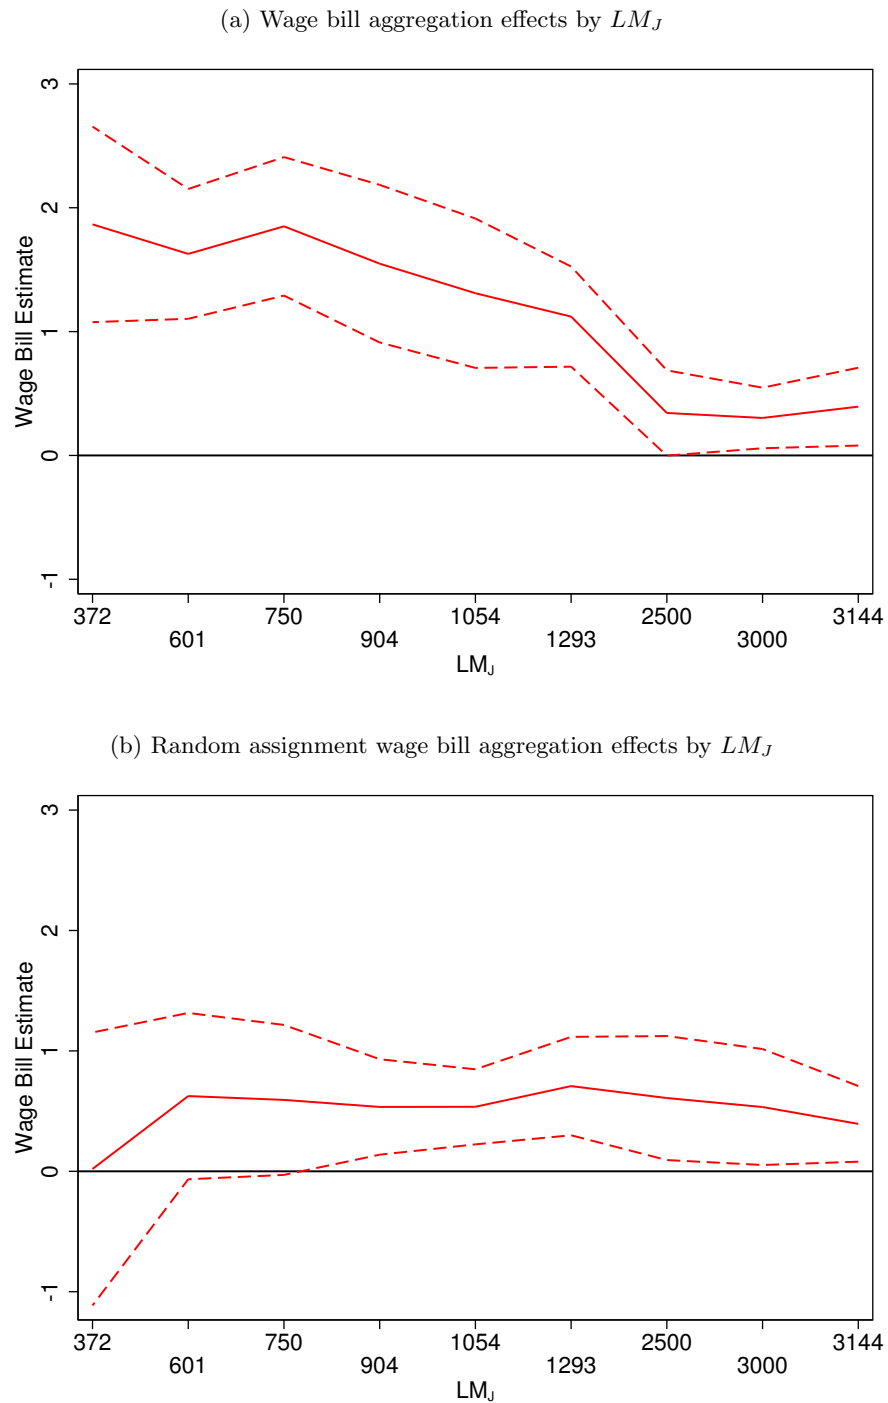 (a) Wage bill aggregation effects by LM_J
3
2
1
0
-1
Wage Bill Estimate
372 601 750 904 1054 1293 2500 3000 3144
LM_J
(b) Random assignment wage bill aggregation effects by LM_J
3
2
1
0
-1
Wage Bill Estimate
372 601 750 904 1054 1293 2500 3000 3144
LM_J